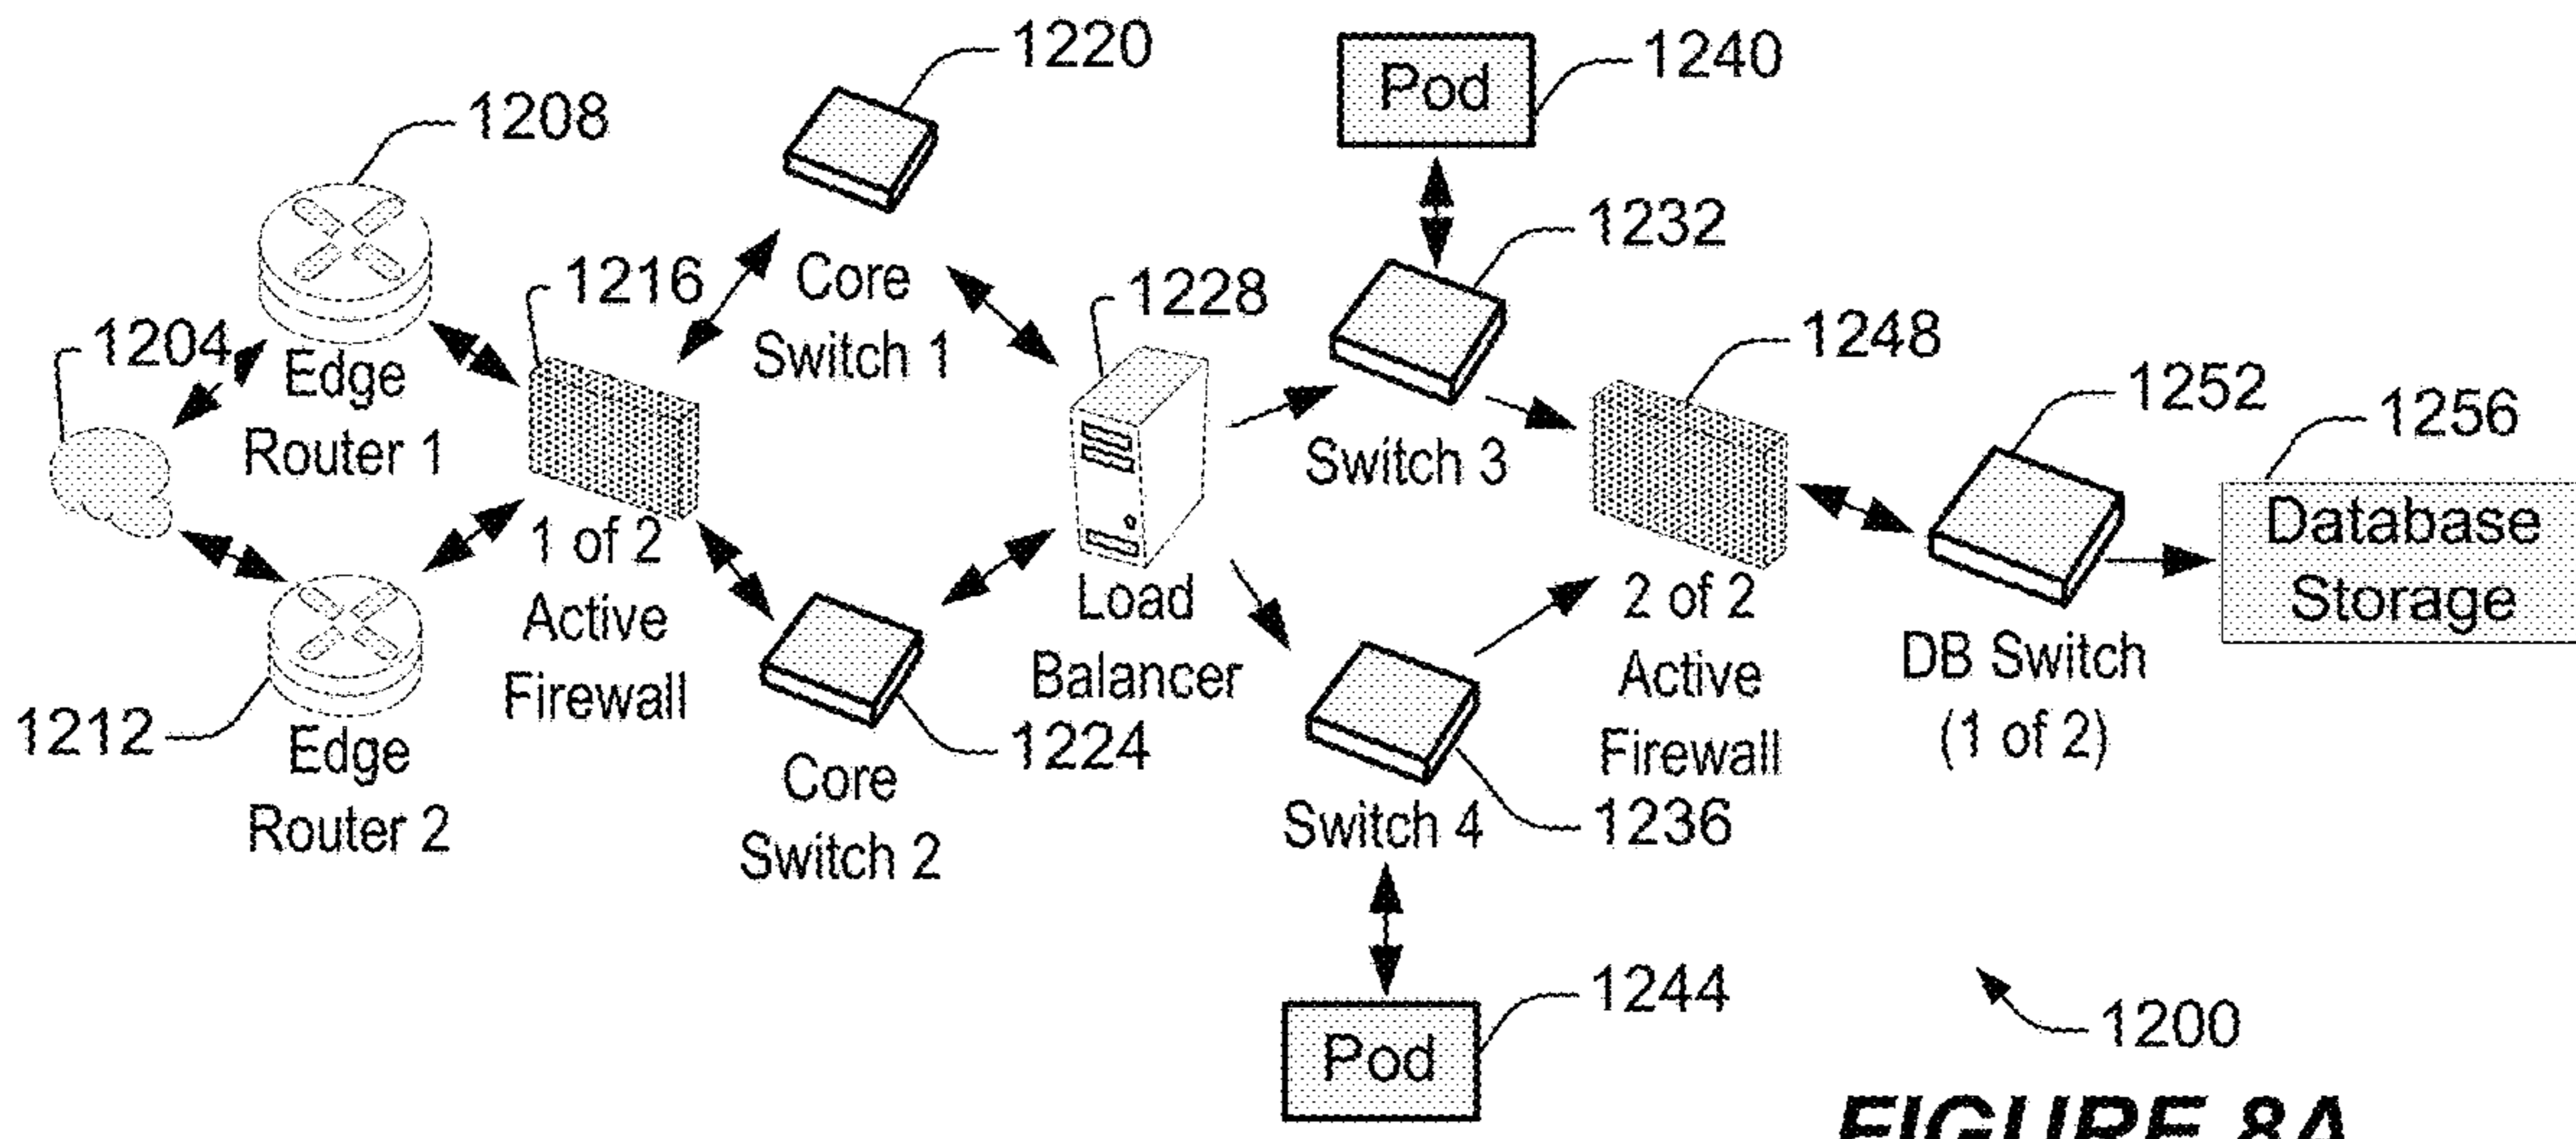 1220
Pod
1240
1208
1232
1216
Core
Switch 1
1228
1248
1204
Edge
Router 1
1252
1256
Switch 3
Database
Storage
1 of 2
Active
Firewall
Load
Balancer
2 of 2
Active
Firewall
DB Switch
(1 of 2)
1212
Edge
Router 2
1224
Core
Switch 2
Switch 4
1236
1244
Pod
1200
FIGURE 8A